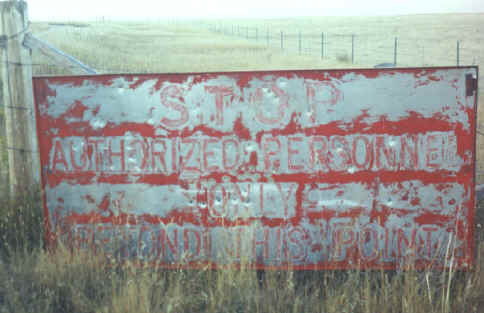 STOP
AUTHORIZED PERSONNEL
ONLY
BEYOND THIS POINT